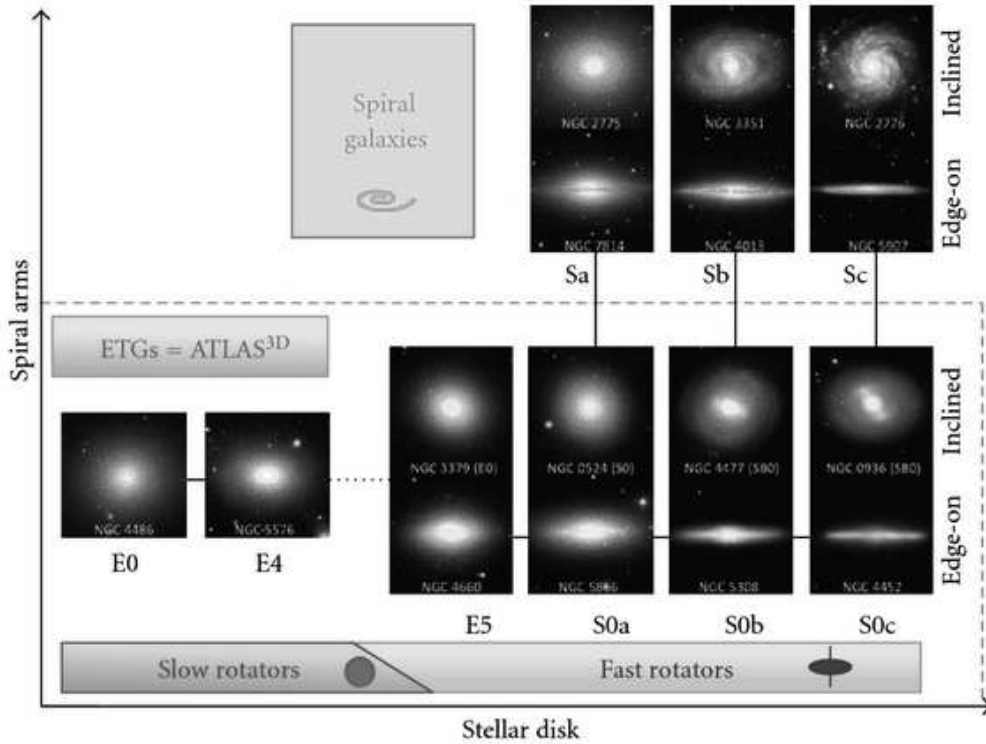 Spiral arms
Spiral
galaxies
NGC 2775
NGC 3351
NGC 2776
Inclined
NGC 7814
NGC 4013
NGC 5907
Edge-on
Sa
Sb
Sc
ETGs = ATLAS³ᴰ
NGC 4486
NGC 5576
E0
E4
NGC 3379 (E0)
NGC 0524 (S0)
NGC 4477 (SB0)
NGC 0936 (SB0)
Inclined
NGC 4660
NGC 5866
NGC 5308
NGC 4452
Edge-on
E5
S0a
S0b
S0c
Slow rotators
Fast rotators
Stellar disk